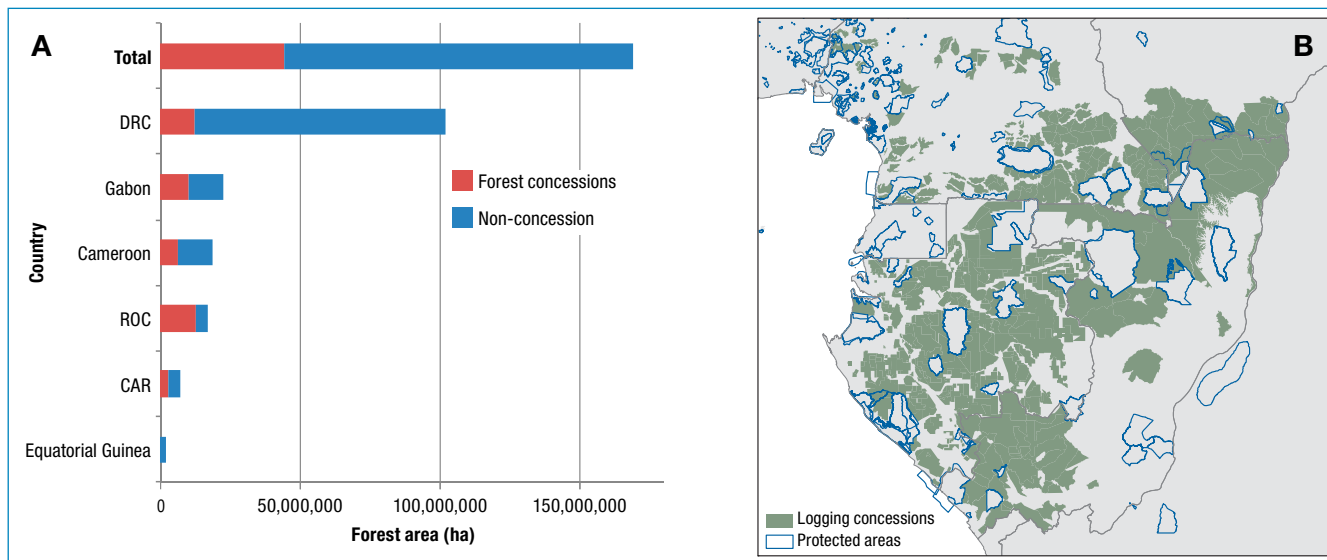 A
Total
DRC
Gabon
Cameroon
ROC
CAR
Equatorial Guinea
Country
Forest concessions
Non-concession
0
50,000,000
100,000,000
150,000,000
Forest area (ha)
B
Logging concessions
Protected areas